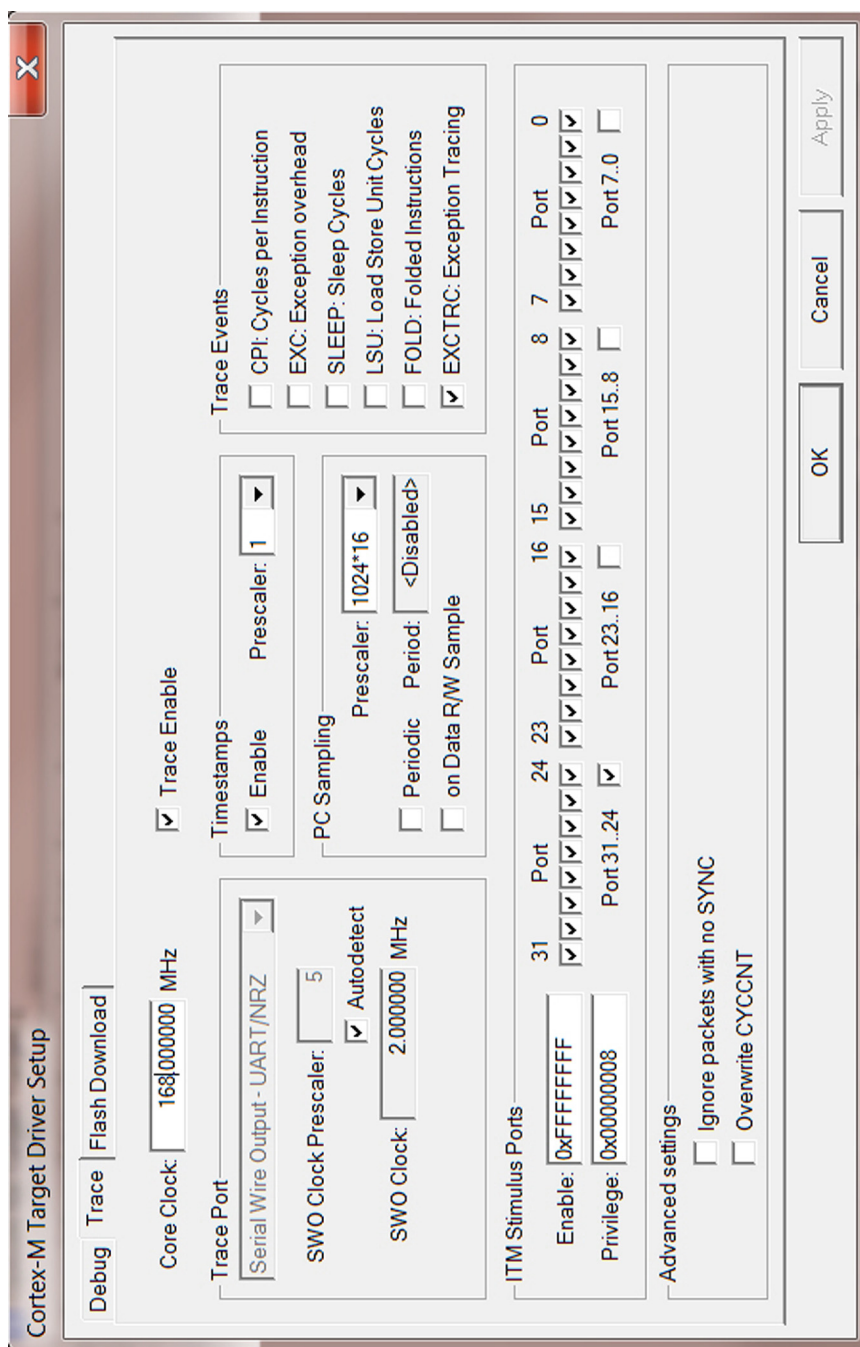 Cortex-M Target Driver Setup
X
Debug Trace Flash Download
Core Clock: 168.000000 MHz Trace Enable
Trace Port
Serial Wire Output - UART/NRZ
SWO Clock Prescaler: 5
Autodetect
SWO Clock: 2.000000 MHz
Timestamps
Enable Prescaler: 1
PC Sampling
Prescaler: 1024*16
Periodic Period: <Disabled>
on Data R/W Sample
Trace Events
CPI: Cycles per Instruction
EXC: Exception overhead
SLEEP: Sleep Cycles
LSU: Load Store Unit Cycles
FOLD: Folded Instructions
EXCTRC: Exception Tracing
ITM Stimulus Ports
31 Port 24 23 Port 16 15 Port 8 7 Port 0
Enable: 0xFFFFFFFF
Privilege: 0x00000008 Port 31..24 Port 23..16 Port 15..8 Port 7..0
Advanced settings
Ignore packets with no SYNC
Overwrite CYCCNT
OK Cancel Apply